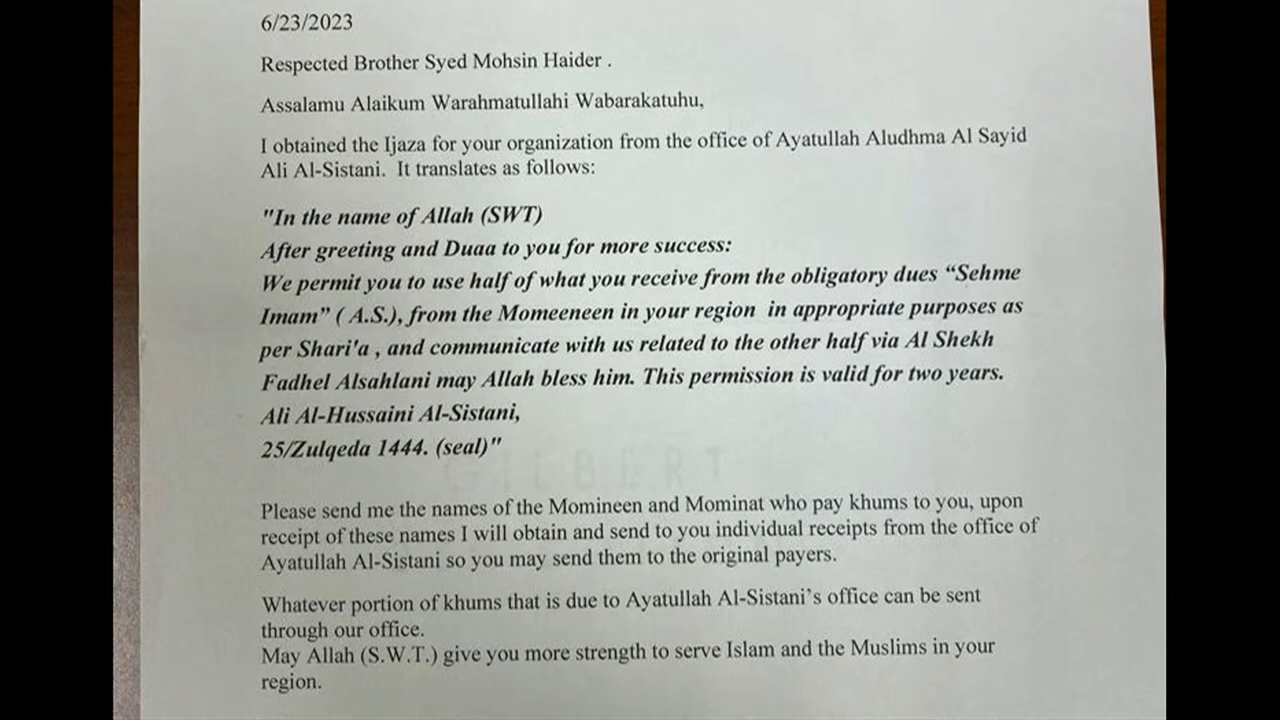 6/23/2023
Respected Brother Syed Mohsin Haider .
Assalamu Alaikum Warahmatullahi Wabarakatuhu,
I obtained the Ijaza for your organization from the office of Ayatullah Aludhma Al Sayid
Ali Al-Sistani. It translates as follows:
"In the name of Allah (SWT)
After greeting and Duaa to you for more success:
We permit you to use half of what you receive from the obligatory dues “Sehme
Imam” ( A.S.), from the Momeeneen in your region in appropriate purposes as
per Shari'a , and communicate with us related to the other half via Al Shekh
Fadhel Alsahlani may Allah bless him. This permission is valid for two years.
Ali Al-Hussaini Al-Sistani,
25/Zulqeda 1444. (seal)"
GILBERT
Please send me the names of the Momineen and Mominat who pay khums to you, upon
receipt of these names I will obtain and send to you individual receipts from the office of
Ayatullah Al-Sistani so you may send them to the original payers.
Whatever portion of khums that is due to Ayatullah Al-Sistani’s office can be sent
through our office.
May Allah (S.W.T.) give you more strength to serve Islam and the Muslims in your
region.